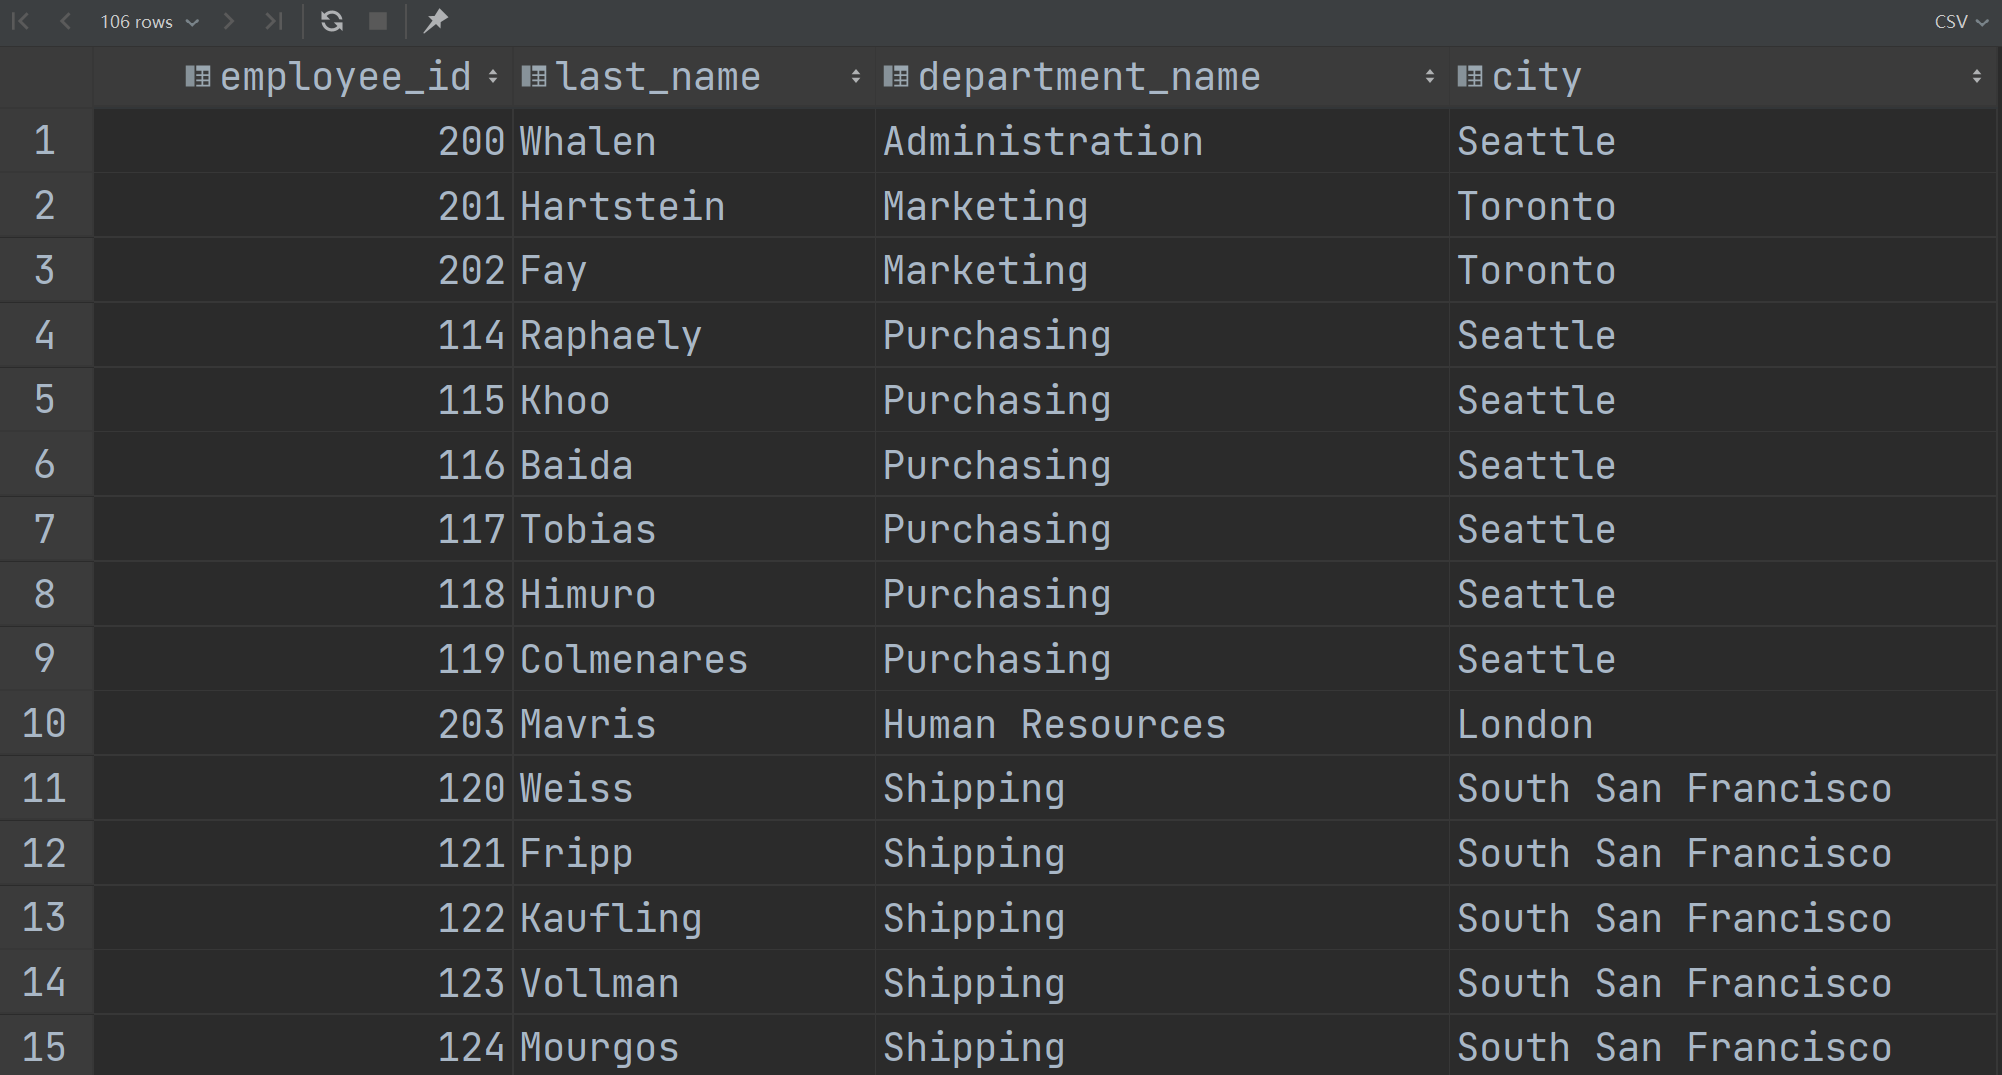 106 rows CSV
employee_id last_name department_name city
1 200 Whalen Administration Seattle
2 201 Hartstein Marketing Toronto
3 202 Fay Marketing Toronto
4 114 Raphaely Purchasing Seattle
5 115 Khoo Purchasing Seattle
6 116 Baida Purchasing Seattle
7 117 Tobias Purchasing Seattle
8 118 Himuro Purchasing Seattle
9 119 Colmenares Purchasing Seattle
10 203 Mavris Human Resources London
11 120 Weiss Shipping South San Francisco
12 121 Fripp Shipping South San Francisco
13 122 Kaufling Shipping South San Francisco
14 123 Vollman Shipping South San Francisco
15 124 Mourgos Shipping South San Francisco